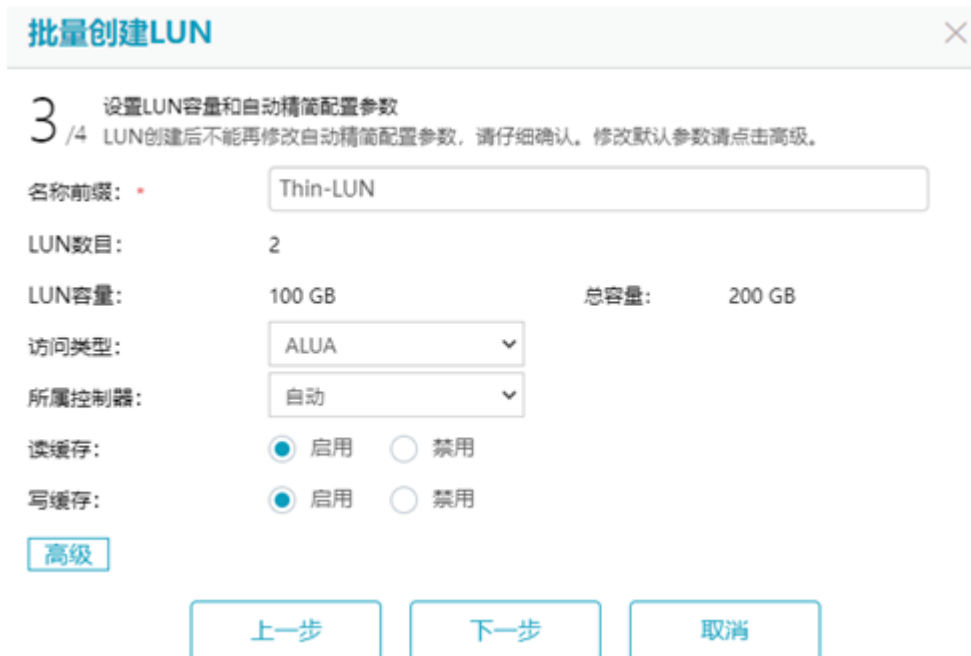 批量创建LUN
3/4 设置LUN容量和自动精简配置参数
LUN创建后不能再修改自动精简配置参数，请仔细确认。修改默认参数请点击高级。
名称前缀： * Thin-LUN
LUN数目： 2
LUN容量： 100 GB 总容量： 200 GB
访问类型： ALUA
所属控制器： 自动
读缓存： 启用 禁用
写缓存： 启用 禁用
高级
上一步 下一步 取消